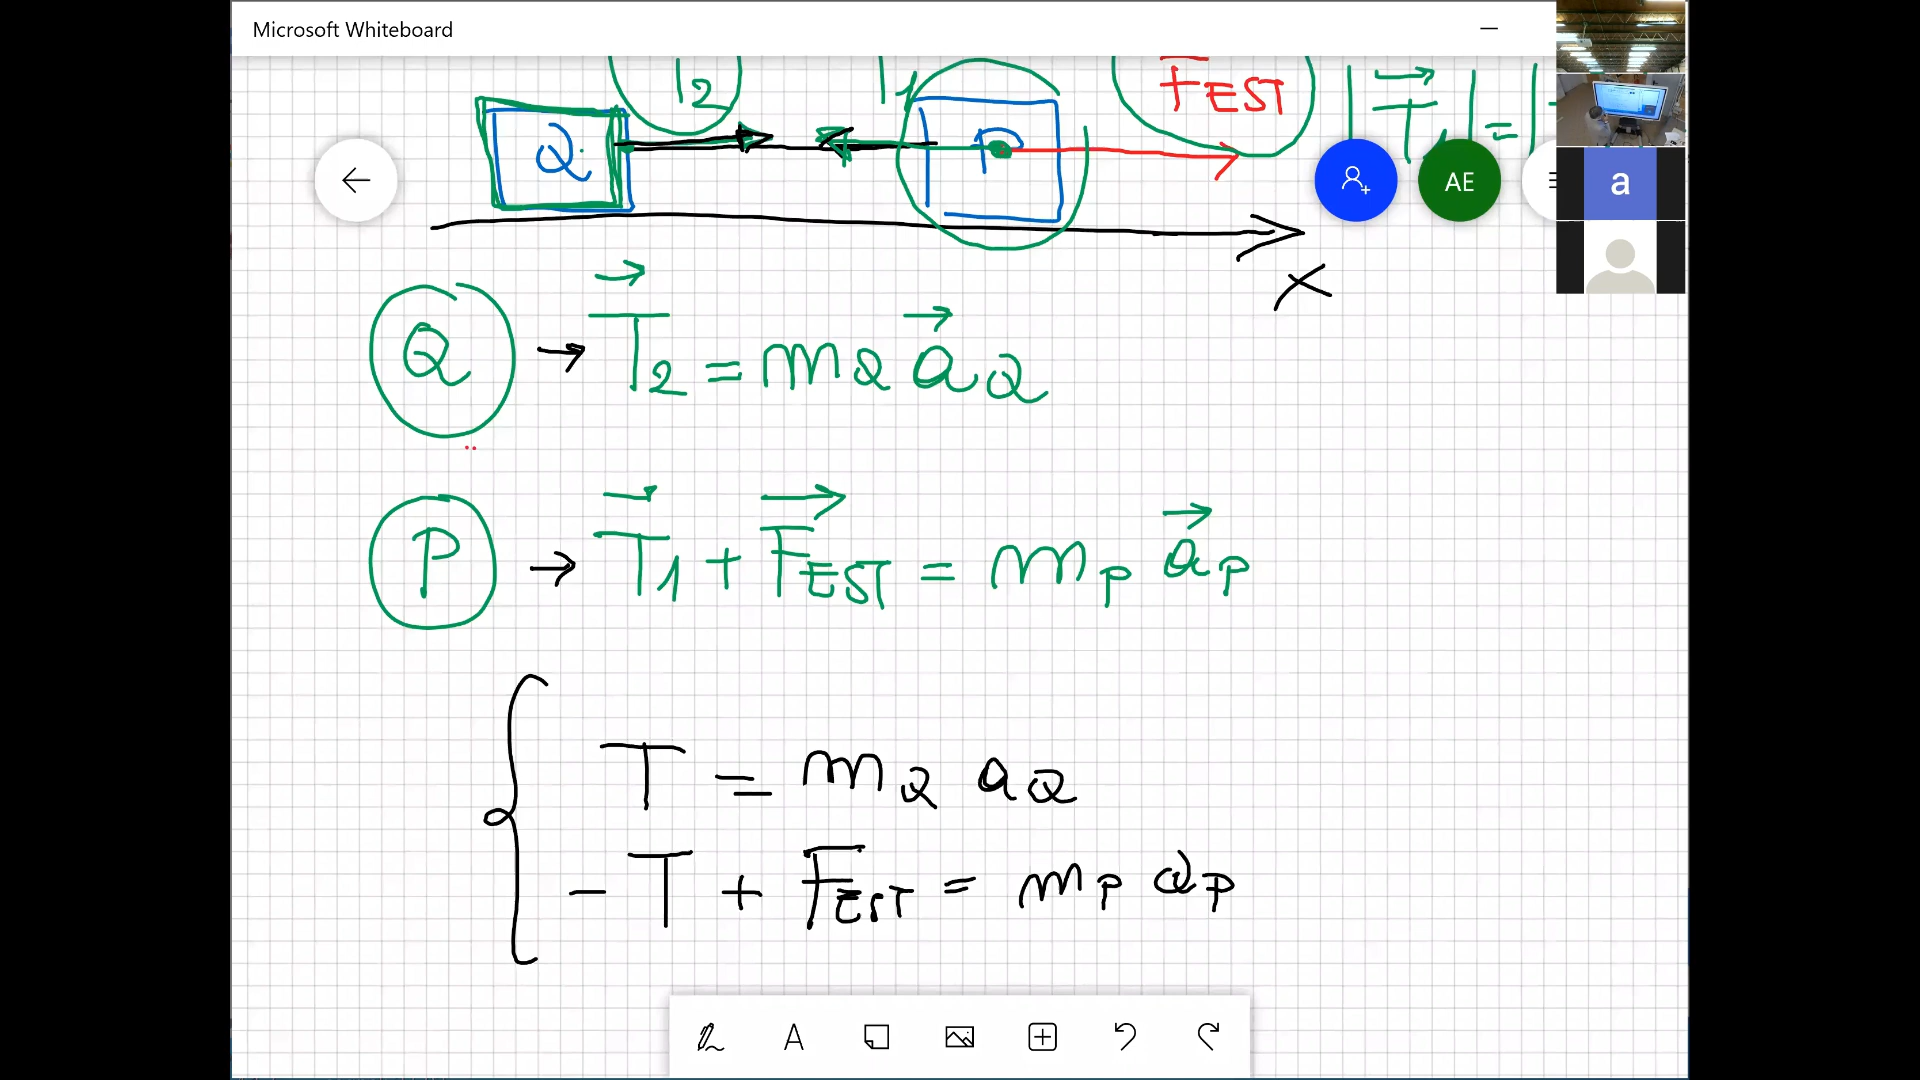 Microsoft Whiteboard
T2 T1 FEST |T1|=|
Q P
a
AE
x
Q → T2 = mQ aQ
P → T1 + FEST = mP aP
T = mQ aQ
- T + FEST = mP aP
A